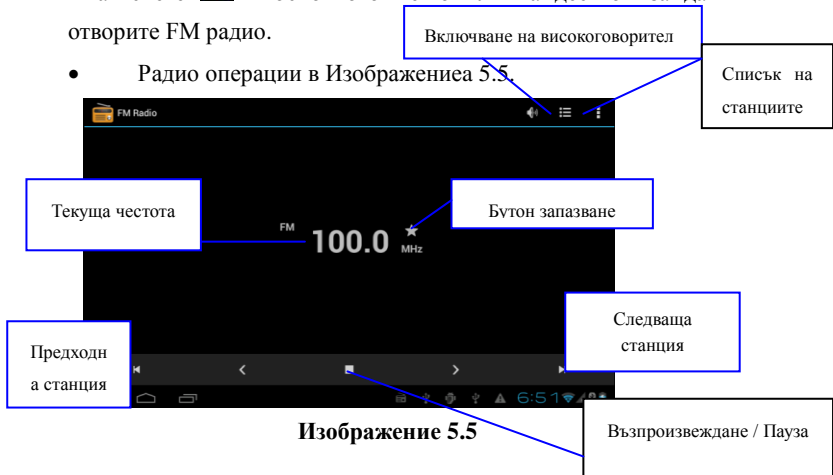 отворите FM радио.
Включване на високоговорител
• Радио операции в Изображениеа 5.5.
Списък на
станциите
FM Radio
Текуща честота
Бутон запазване
FM
100.0
MHz
Следваща
станция
Предходн
а станция
6:51
Изображение 5.5
Възпроизвеждане / Пауза